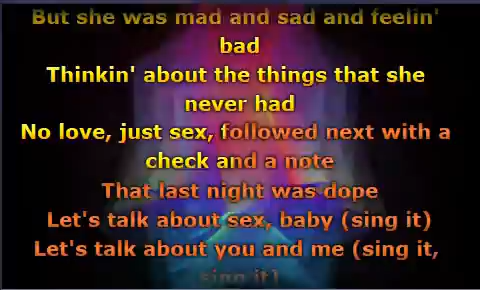 But she was mad and sad and feelin'
bad
Thinkin' about the things that she
never had
No love, just sex, followed next with a
check and a note
That last night was dope
Let's talk about sex, baby (sing it)
Let's talk about you and me (sing it,
sing it)